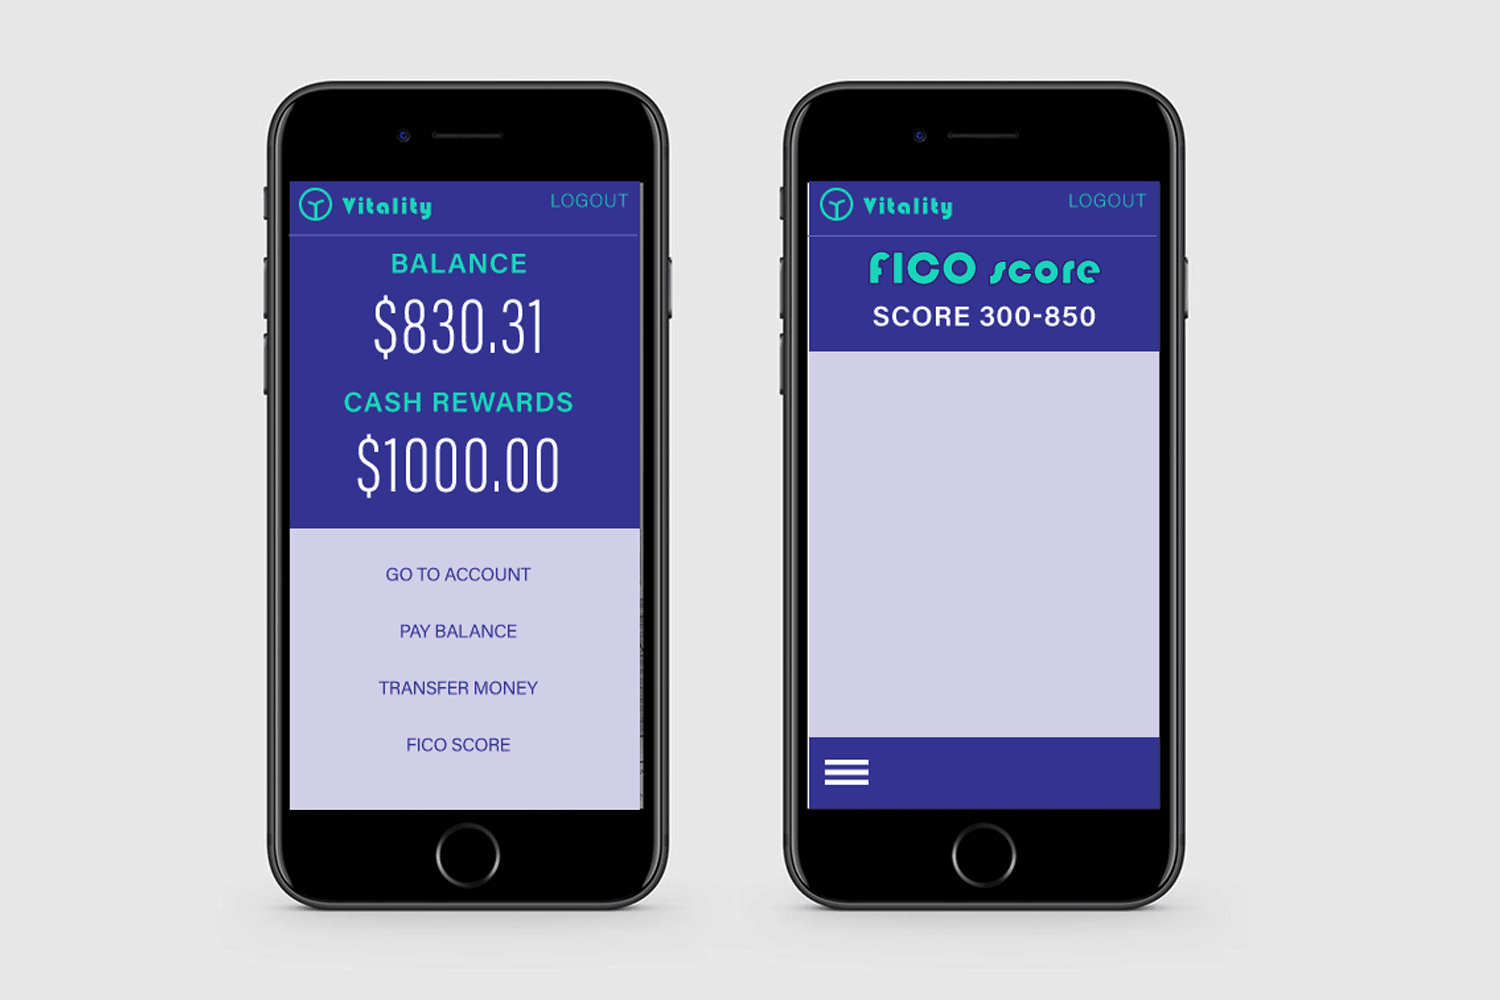 Vitality
LOGOUT
BALANCE
$830.31
CASH REWARDS
$1000.00
GO TO ACCOUNT
PAY BALANCE
TRANSFER MONEY
FICO SCORE
Vitality
LOGOUT
FICO score
SCORE 300-850